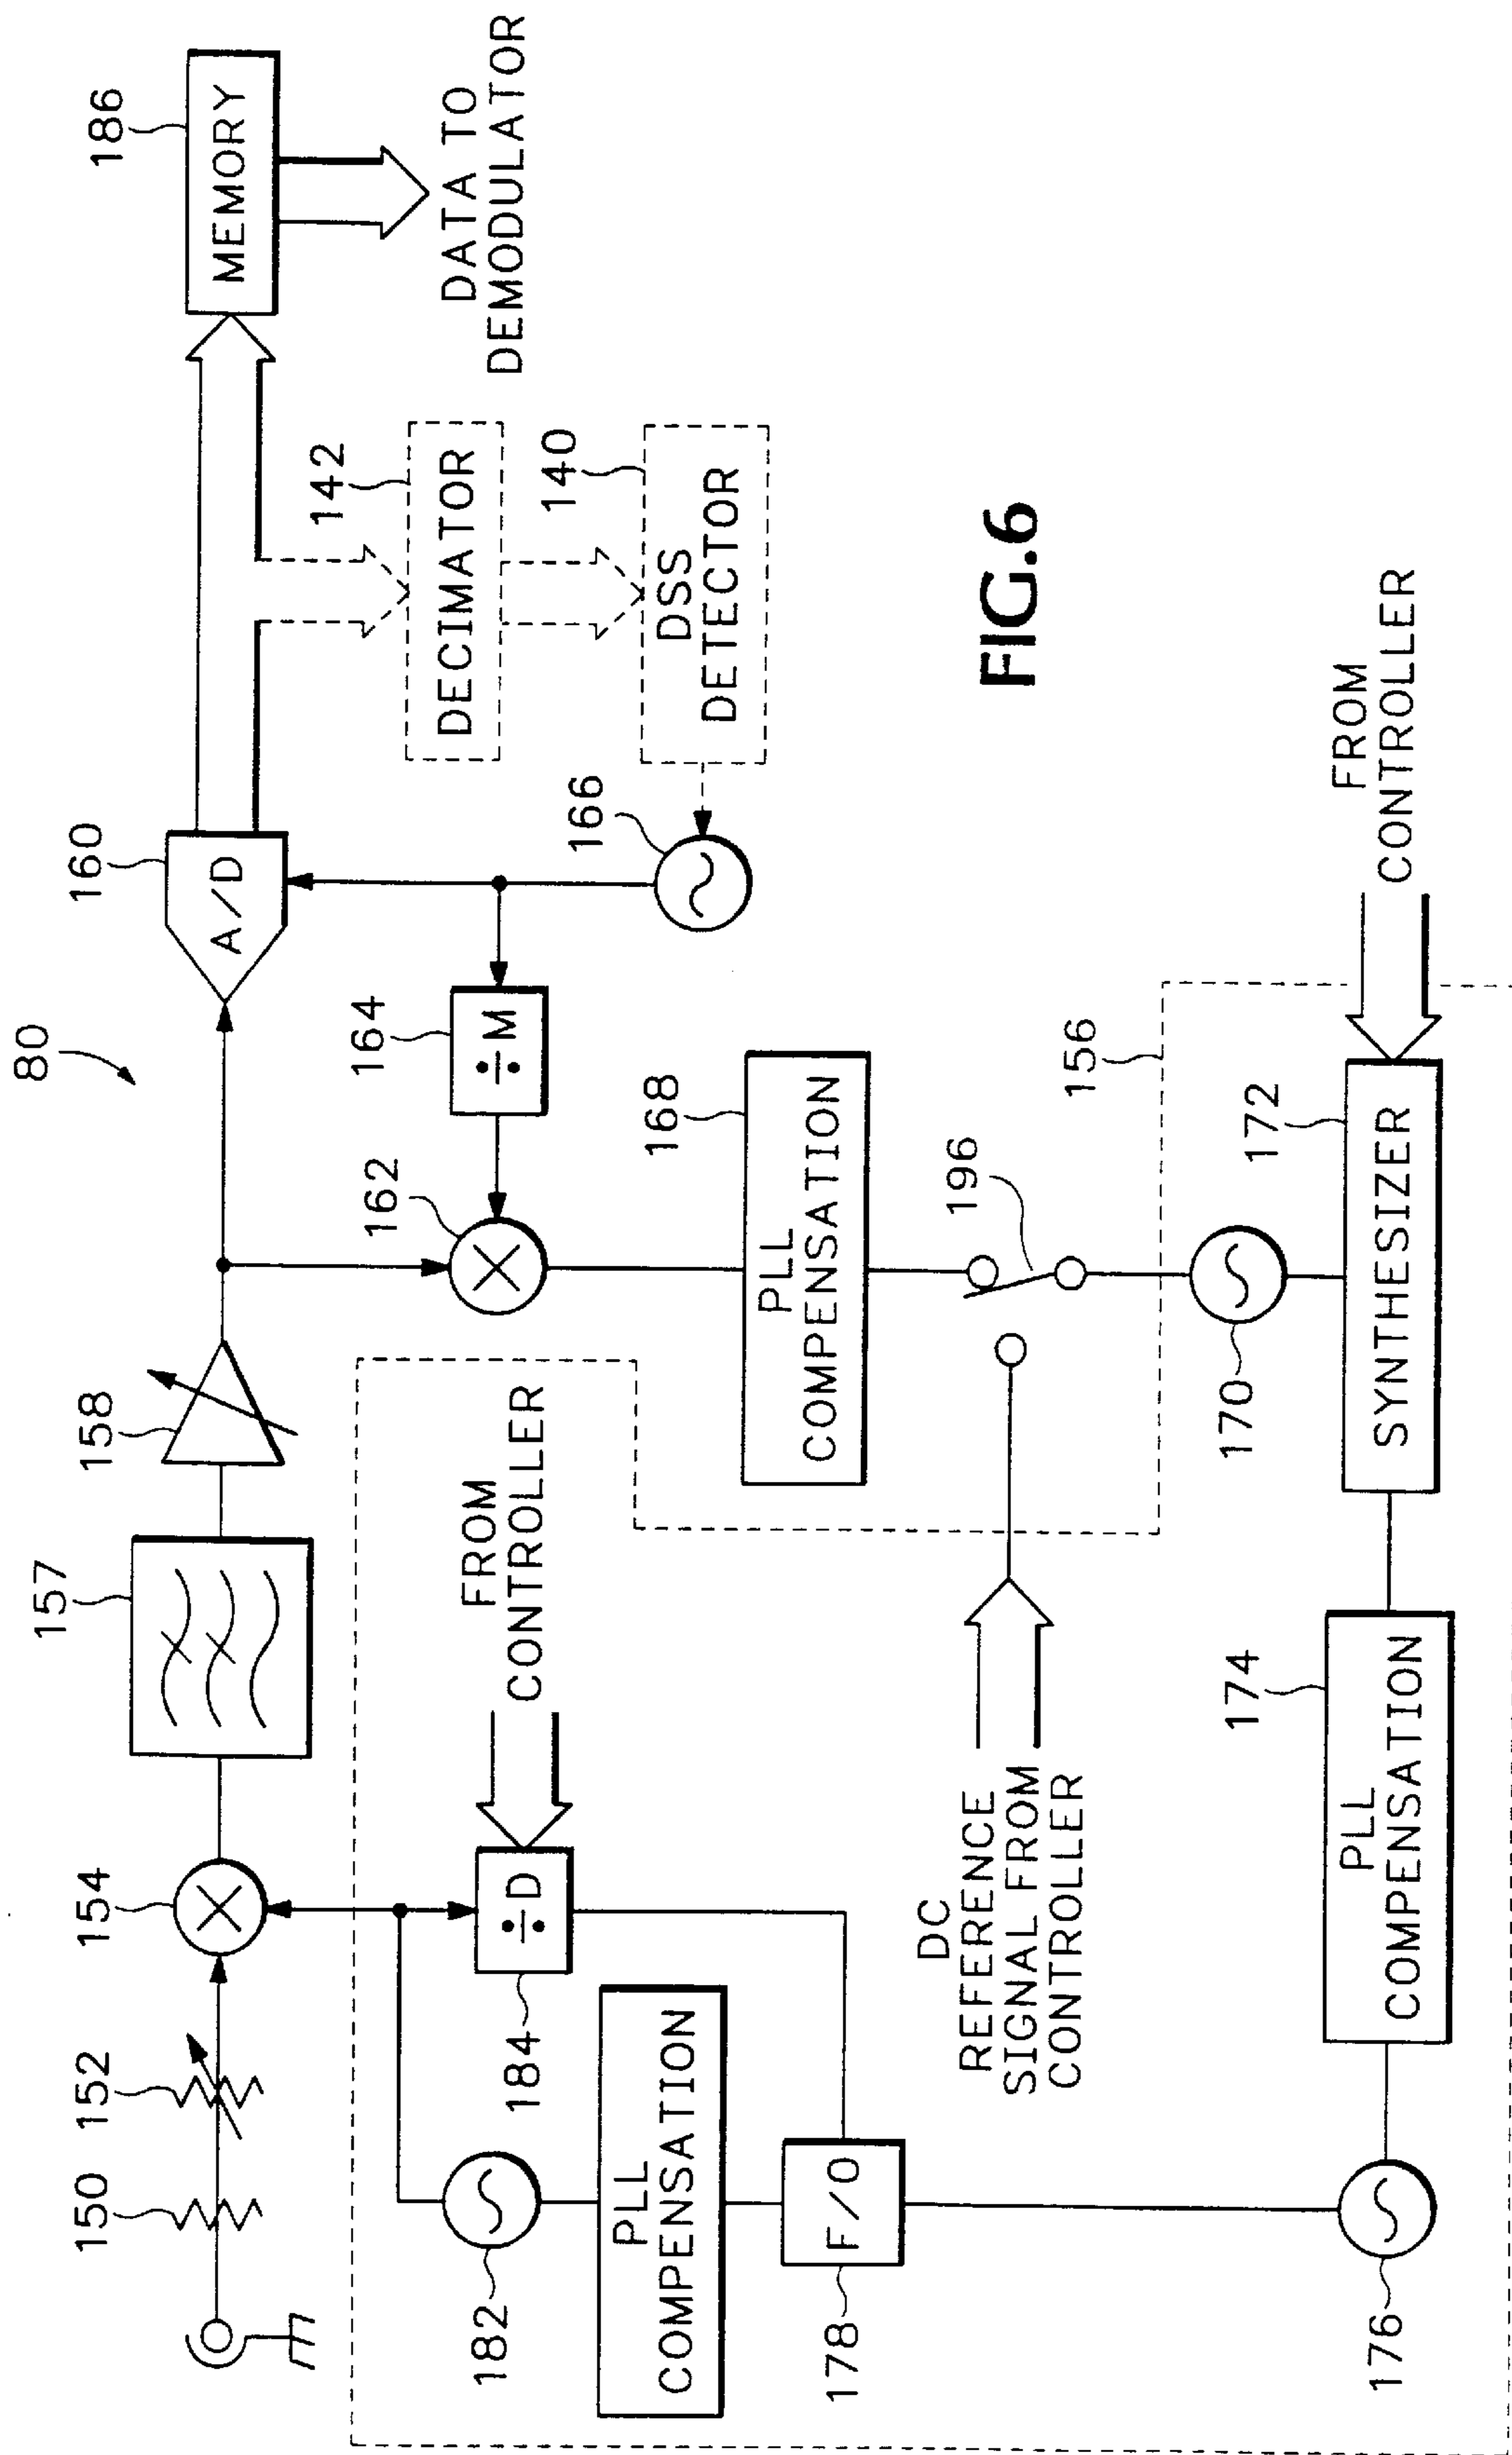 80
150
152
154
157
158
160
A/D
186
MEMORY
DATA TO
DEMODULATOR
142
DECIMATOR
140
DSS
DETECTOR
166
164
÷M
162
168
PLL
COMPENSATION
196
156
FROM
CONTROLLER
÷D
184
182
PLL
COMPENSATION
178
F/O
DC
REFERENCE
SIGNAL FROM
CONTROLLER
170
172
SYNTHESIZER
FROM
CONTROLLER
174
PLL
COMPENSATION
176
FIG.6